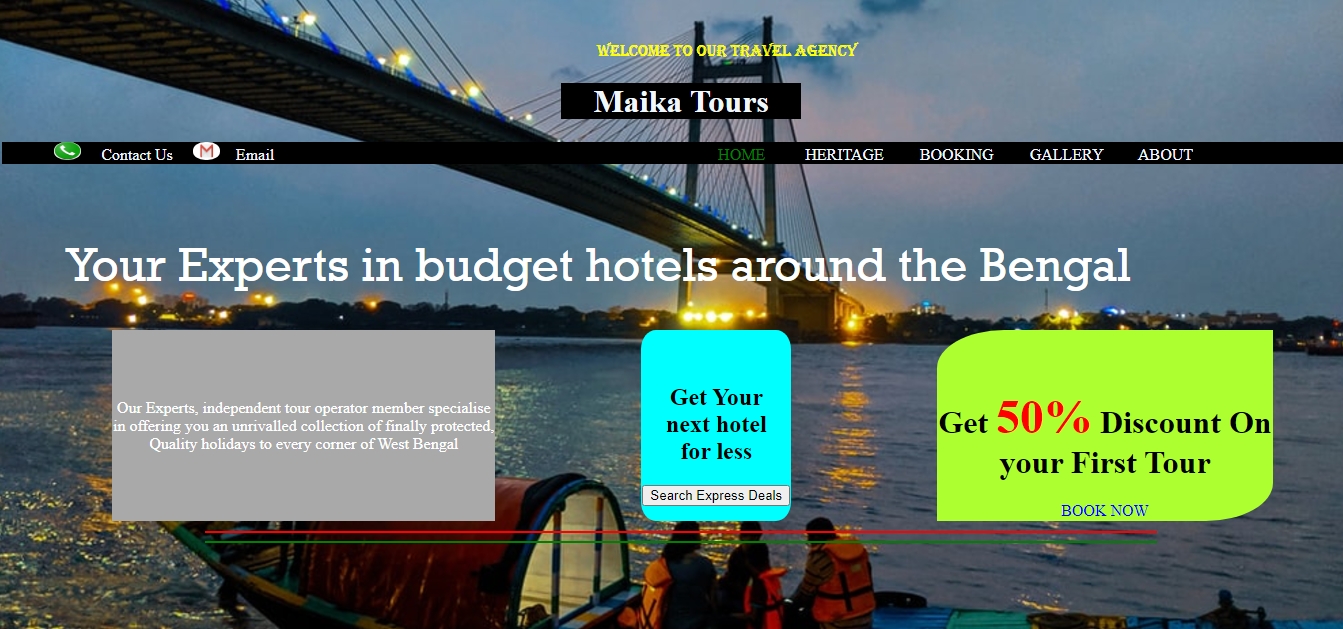 WELCOME TO OUR TRAVEL AGENCY
Maika Tours
Contact Us Email HOME HERITAGE BOOKING GALLERY ABOUT
Your Experts in budget hotels around the Bengal
Our Experts, independent tour operator member specialise
in offering you an unrivalled collection of finally protected,
Quality holidays to every corner of West Bengal
Get Your
next hotel
for less
Search Express Deals
Get 50% Discount On
your First Tour
BOOK NOW